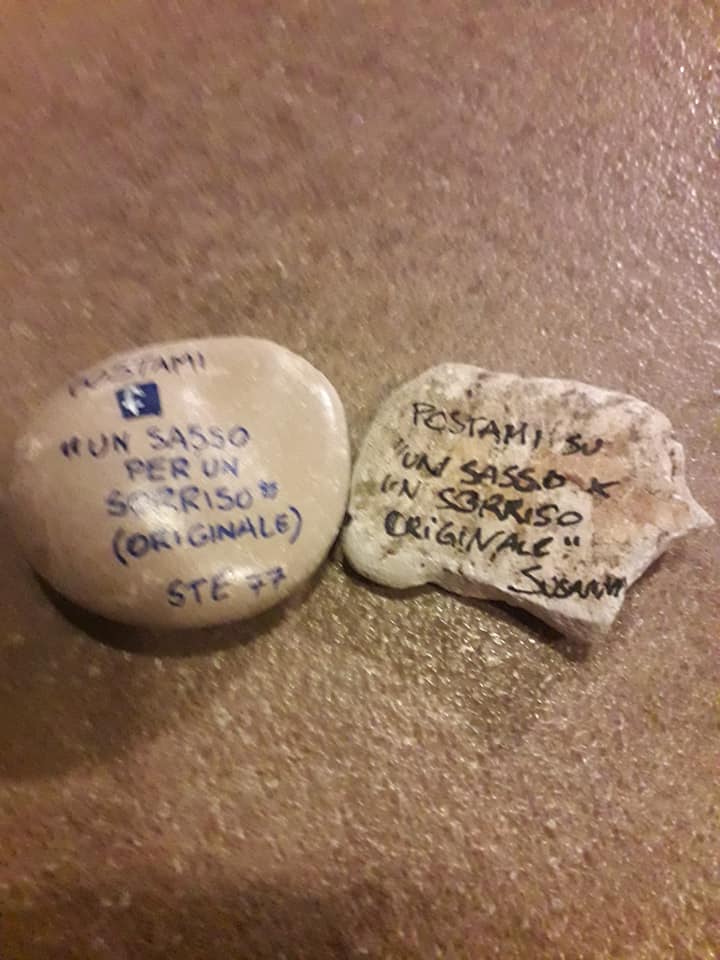 POSTAMI
"UN SASSO
PER UN
SORRISO"
(ORIGINALE)
STE 77
POSTAMI SU
"UN SASSO X
UN SORRISO
ORIGINALE"
SUSANNA